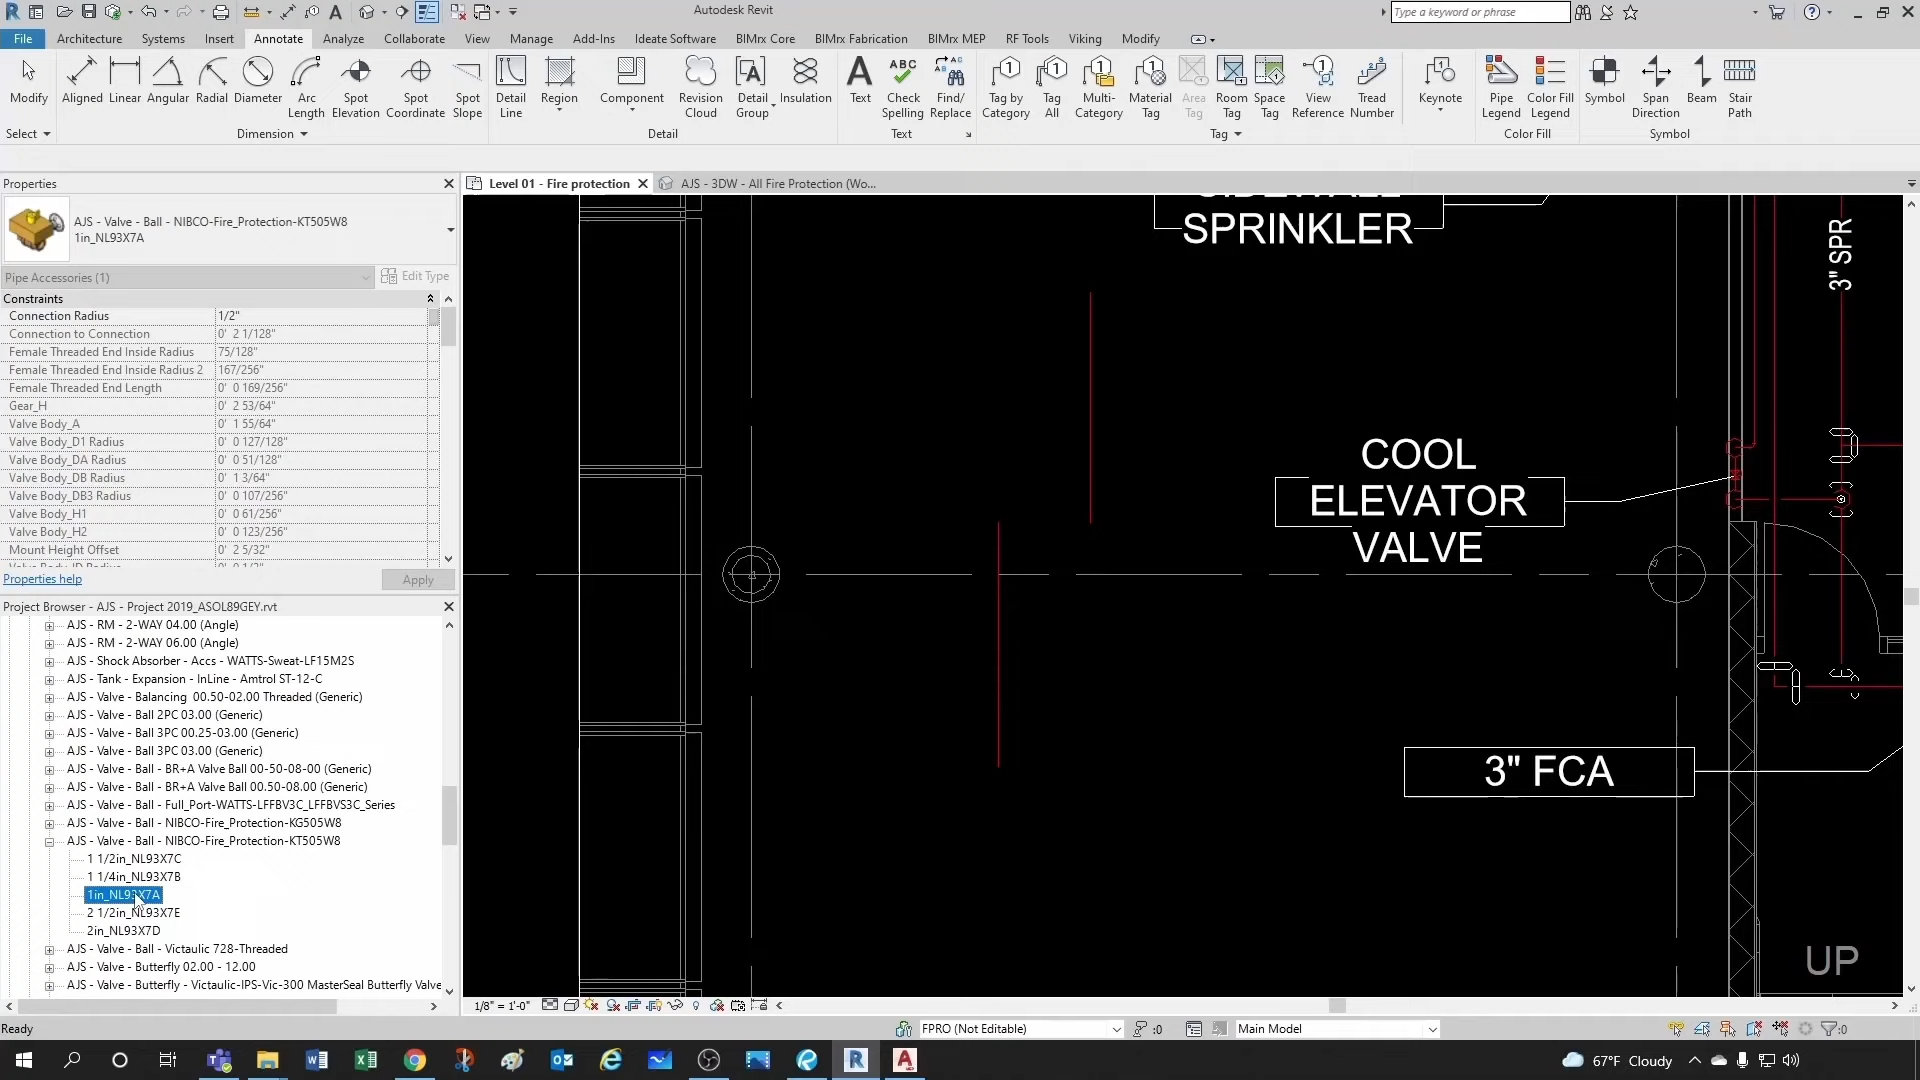 Autodesk Revit
Type a keyword or phrase
File Architecture Systems Insert Annotate Analyze Collaborate View Manage Add-Ins Ideate Software BIMrx Core BIMrx Fabrication BIMrx MEP RF Tools Viking Modify
Modify Aligned Linear Angular Radial Diameter Arc Length Spot Elevation Spot Coordinate Spot Slope Detail Line Region Component Revision Cloud Detail Group Insulation Text Check Spelling Find/ Replace Tag by Category Tag All Multi- Category Material Tag Area Tag Room Tag Space Tag View Reference Tread Number Keynote Pipe Legend Color Fill Legend Symbol Span Direction Beam Stair Path
Select Dimension Detail Text Tag Color Fill Symbol
Properties
Level 01 - Fire protection
AJS - 3DW - All Fire Protection (Wo...
AJS - Valve - Ball - NIBCO-Fire_Protection-KT505W8
1in_NL93X7A
Pipe Accessories (1)
Edit Type
Constraints
Connection Radius 1/2"
Connection to Connection 0' 2 1/128"
Female Threaded End Inside Radius 75/128"
Female Threaded End Inside Radius 2 167/256"
Female Threaded End Length 0' 0 169/256"
Gear_H 0' 2 53/64"
Valve Body_A 0' 1 55/64"
Valve Body_D1 Radius 0' 0 127/128"
Valve Body_DA Radius 0' 0 51/128"
Valve Body_DB Radius 0' 1 3/64"
Valve Body_DB3 Radius 0' 0 107/256"
Valve Body_H1 0' 0 61/256"
Valve Body_H2 0' 0 123/256"
Mount Height Offset 0' 2 5/32"
Properties help
Apply
Project Browser - AJS - Project 2019_ASOL89GEY.rvt
AJS - RM - 2-WAY 04.00 (Angle)
AJS - RM - 2-WAY 06.00 (Angle)
AJS - Shock Absorber - Accs - WATTS-Sweat-LF15M2S
AJS - Tank - Expansion - InLine - Amtrol ST-12-C
AJS - Valve - Balancing 00.50-02.00 Threaded (Generic)
AJS - Valve - Ball 2PC 03.00 (Generic)
AJS - Valve - Ball 3PC 00.25-03.00 (Generic)
AJS - Valve - Ball 3PC 03.00 (Generic)
AJS - Valve - Ball - BR+A Valve Ball 00-50-08-00 (Generic)
AJS - Valve - Ball - BR+A Valve Ball 00.50-08.00 (Generic)
AJS - Valve - Ball - Full_Port-WATTS-LFFBV3C_LFFBVS3C_Series
AJS - Valve - Ball - NIBCO-Fire_Protection-KG505W8
AJS - Valve - Ball - NIBCO-Fire_Protection-KT505W8
1 1/2in_NL93X7C
1 1/4in_NL93X7B
1in_NL93X7A
2 1/2in_NL93X7E
2in_NL93X7D
AJS - Valve - Ball - Victaulic 728-Threaded
AJS - Valve - Butterfly 02.00 - 12.00
AJS - Valve - Butterfly - Victaulic-IPS-Vic-300 MasterSeal Butterfly Valve
SPRINKLER
3" SPR
COOL
ELEVATOR
VALVE
3" FCA
UP
1/8" = 1'-0"
Ready
FPRO (Not Editable)
:0
Main Model
:0
67°F Cloudy